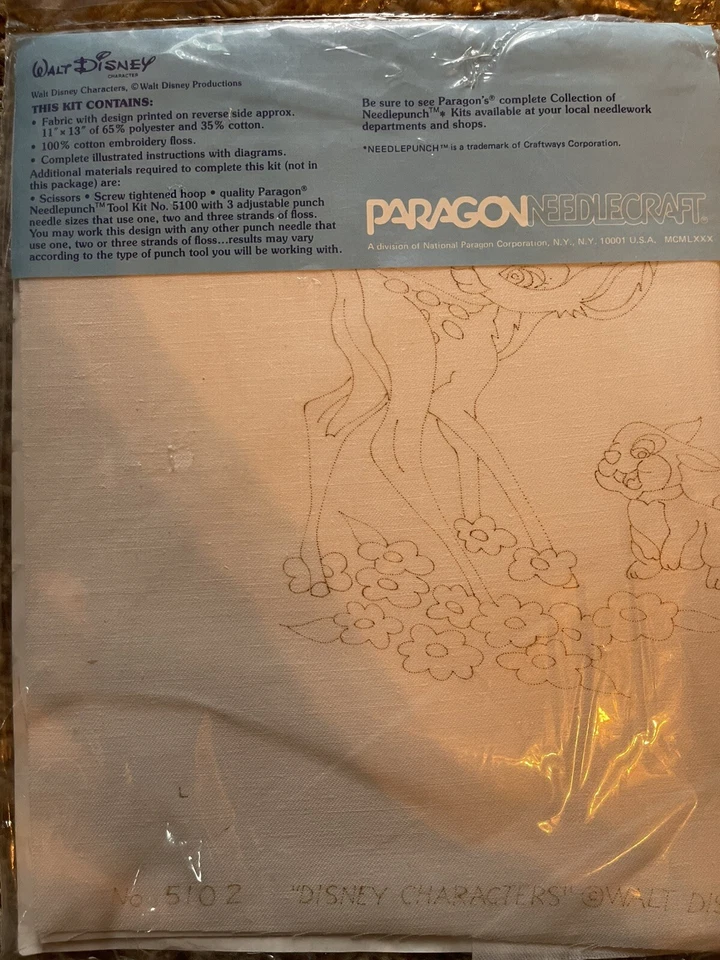 WALT DISNEY
CHARACTER
Walt Disney Characters, © Walt Disney Productions
THIS KIT CONTAINS:
• Fabric with design printed on reverse side approx.
11" x 13" of 65% polyester and 35% cotton.
• 100% cotton embroidery floss.
• Complete illustrated instructions with diagrams.
Additional materials required to complete this kit (not in
this package) are:
• Scissors • Screw tightened hoop • quality Paragon®
Needlepunch™ Tool Kit No. 5100 with 3 adjustable punch
needle sizes that use one, two and three strands of floss.
You may work this design with any other punch needle that
use one, two or three strands of floss...results may vary
according to the type of punch tool you will be working with.
Be sure to see Paragon's® complete Collection of
Needlepunch™* Kits available at your local needlework
departments and shops.
*NEEDLEPUNCH™ is a trademark of Craftways Corporation.
PARAGON NEEDLECRAFT®
A division of National Paragon Corporation, N.Y., N.Y. 10001 U.S.A. MCMLXXX
L
No 5102 "DISNEY CHARACTERS" © WALT DIS